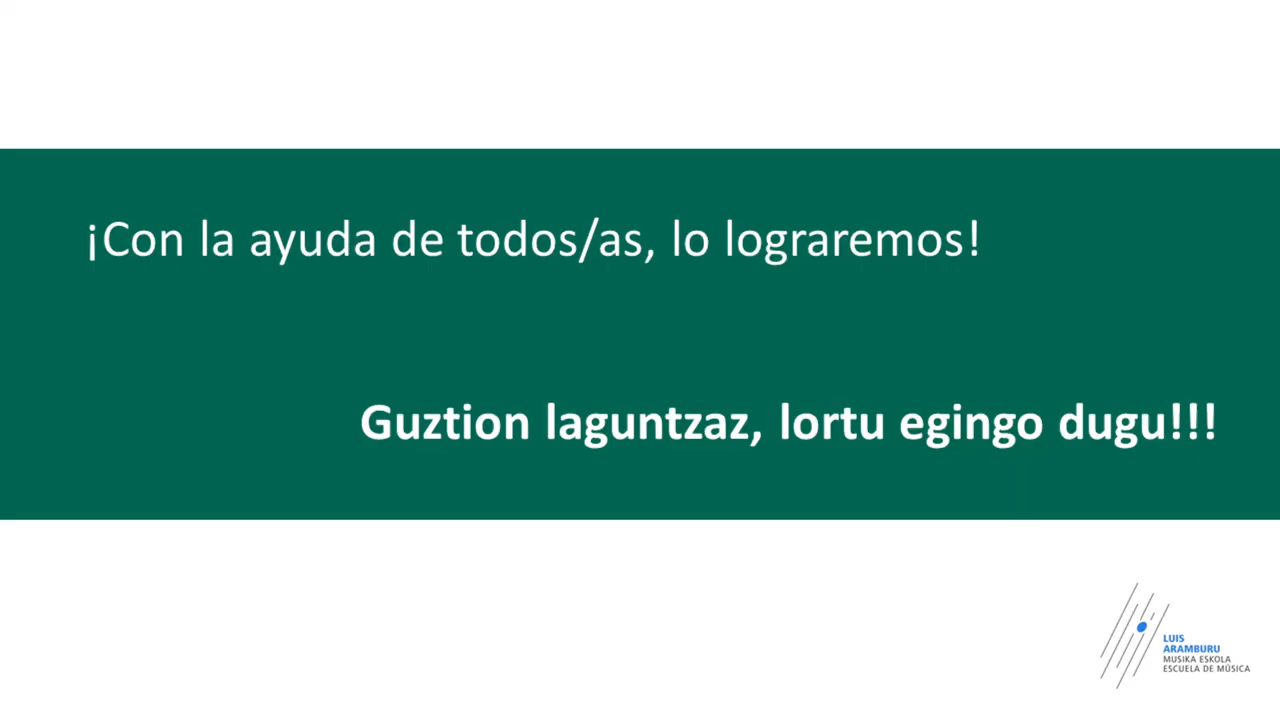 ¡Con la ayuda de todos/as, lo lograremos!
Guztion laguntzaz, lortu egingo dugu!!!
LUIS
ARAMBURU
MUSIKA ESKOLA
ESCUELA DE MÚSICA